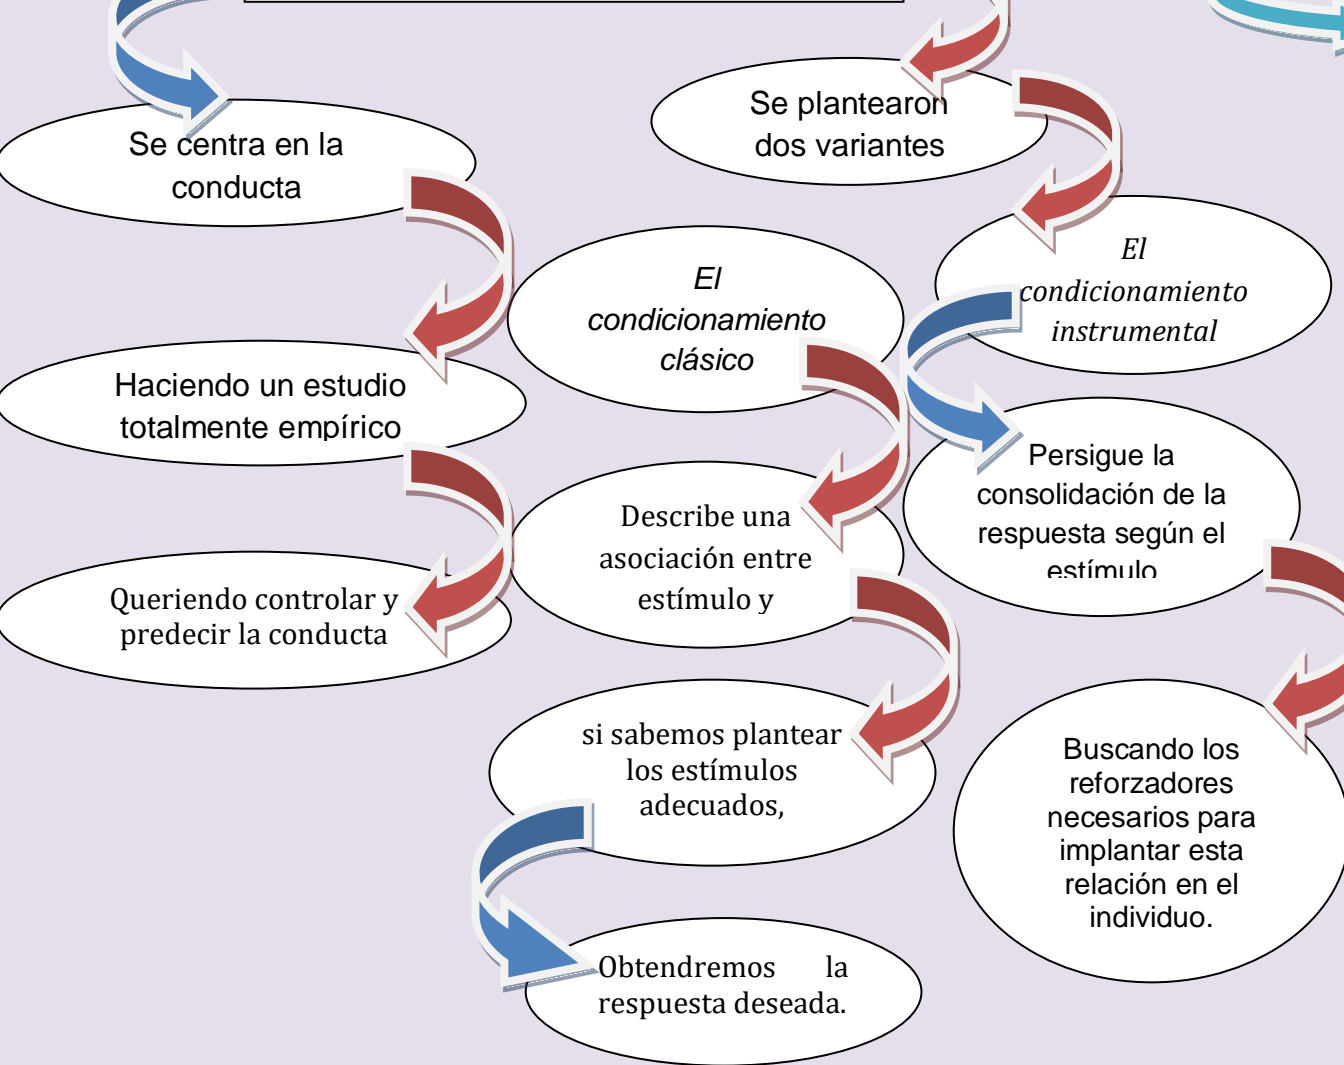 Se centra en la
conducta
Haciendo un estudio
totalmente empírico
Queriendo controlar y
predecir la conducta
Se plantearon
dos variantes
El
condicionamiento
clásico
Describe una
asociación entre
estímulo y
si sabemos plantear
los estímulos
adecuados,
Obtendremos la
respuesta deseada.
El
condicionamiento
instrumental
Persigue la
consolidación de la
respuesta según el
estímulo
Buscando los
reforzadores
necesarios para
implantar esta
relación en el
individuo.